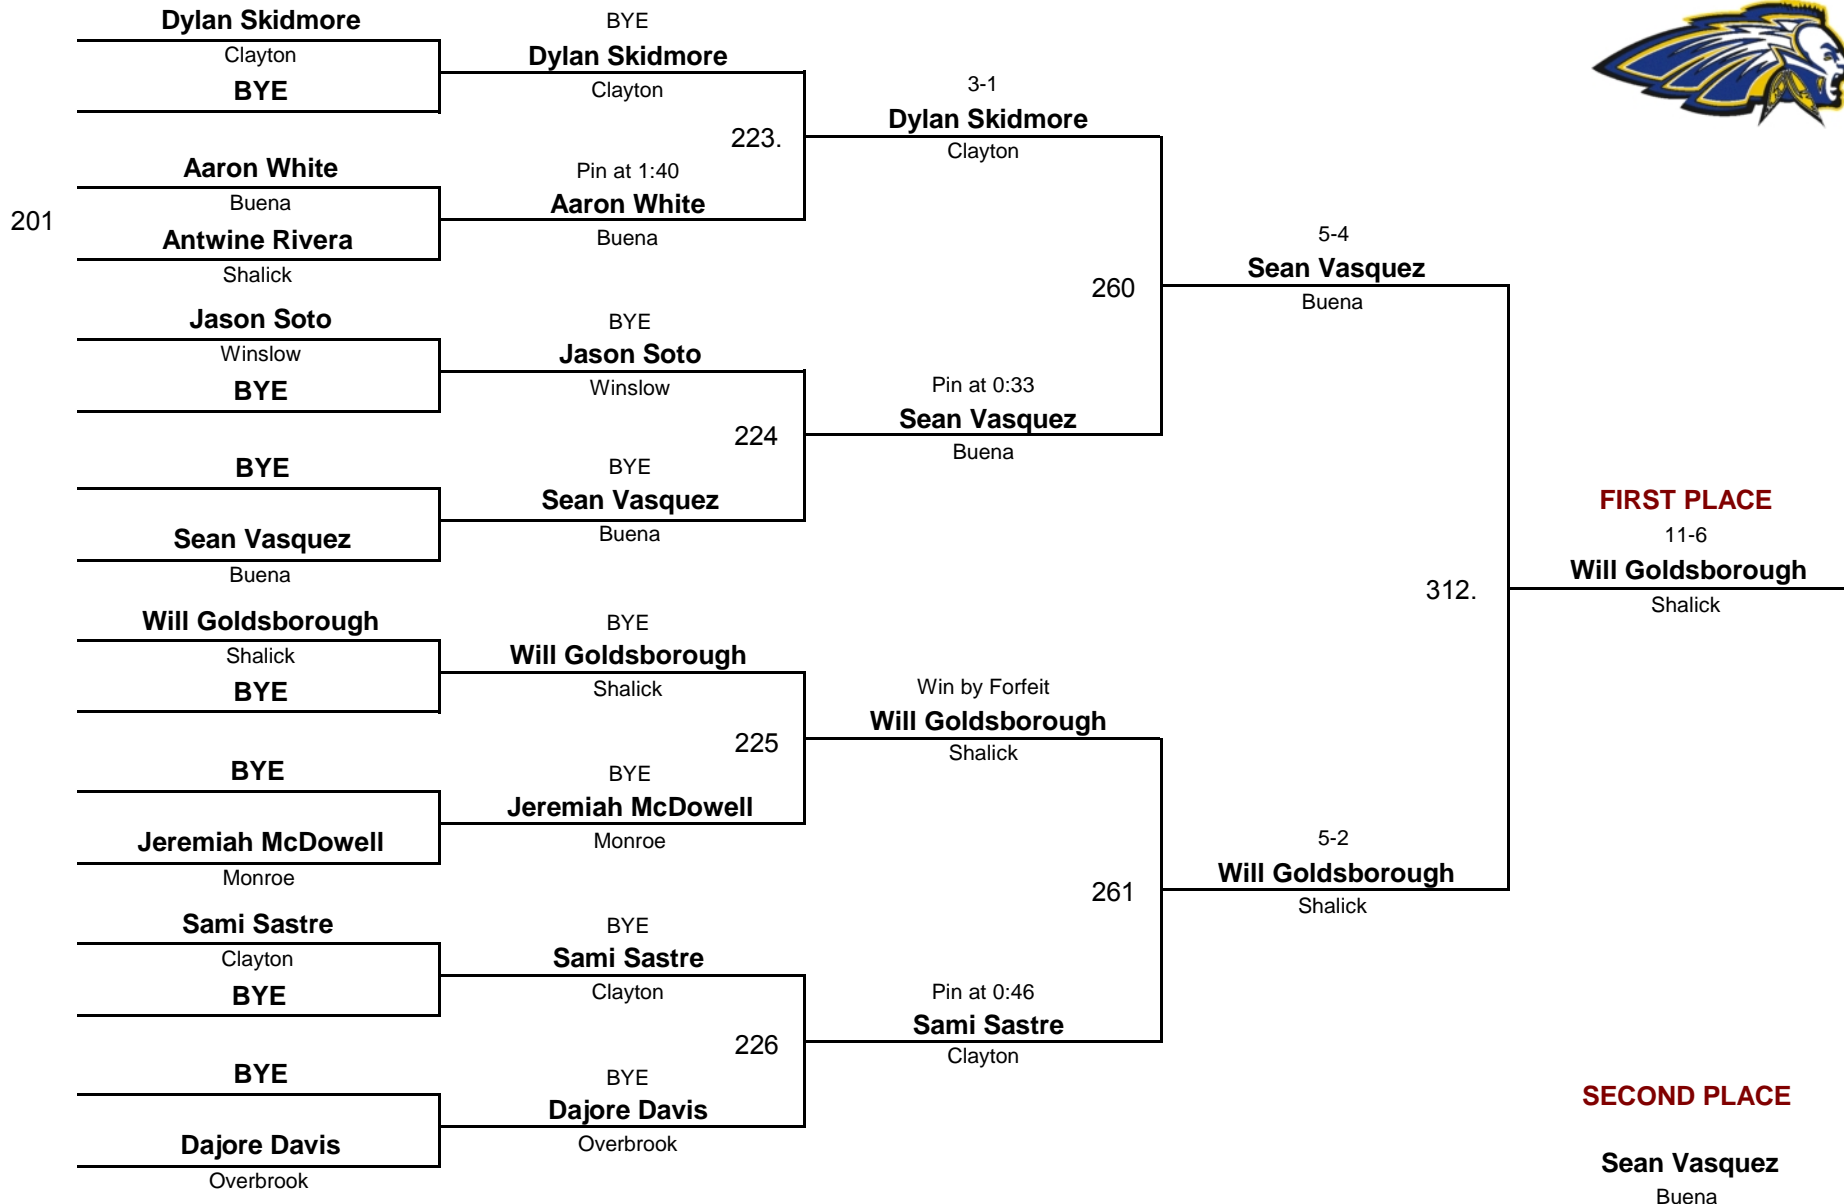 Dylan Skidmore
Clayton
BYE
201
Aaron White
Buena
Antwine Rivera
Shalick
Jason Soto
Winslow
BYE
BYE
Sean Vasquez
Buena
Will Goldsborough
Shalick
BYE
BYE
Jeremiah McDowell
Monroe
Sami Sastre
Clayton
BYE
BYE
Dajore Davis
Overbrook
BYE
Dylan Skidmore
Clayton
223.
Pin at 1:40
Aaron White
Buena
BYE
Jason Soto
Winslow
224
BYE
Sean Vasquez
Buena
BYE
Will Goldsborough
Shalick
225
BYE
Jeremiah McDowell
Monroe
BYE
Sami Sastre
Clayton
226
BYE
Dajore Davis
Overbrook
3-1
Dylan Skidmore
Clayton
260
Pin at 0:33
Sean Vasquez
Buena
Win by Forfeit
Will Goldsborough
Shalick
261
Pin at 0:46
Sami Sastre
Clayton
5-4
Sean Vasquez
Buena
312.
5-2
Will Goldsborough
Shalick
FIRST PLACE
11-6
Will Goldsborough
Shalick
SECOND PLACE
Sean Vasquez
Buena